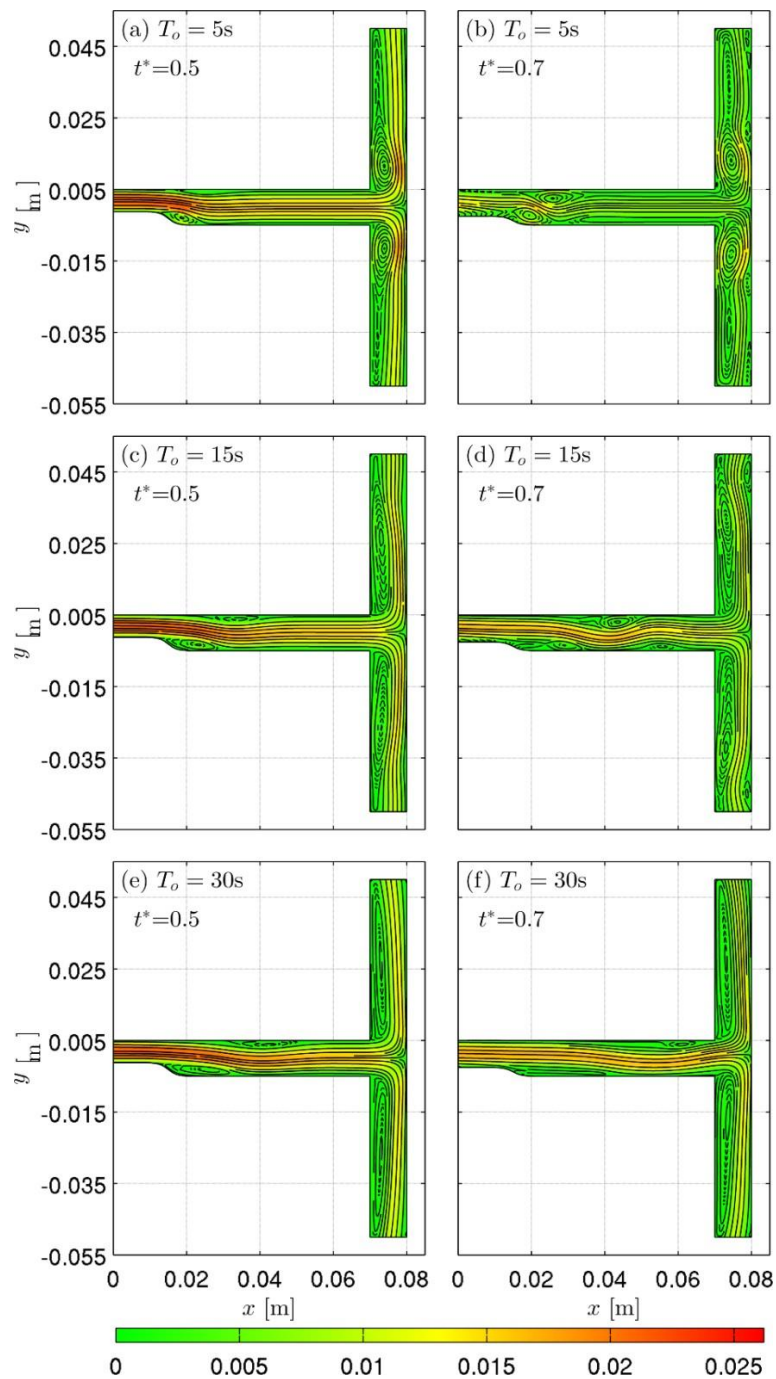 (a) T_o = 5s
t*=0.5
(b) T_o = 5s
t*=0.7
0.045
0.025
0.005
-0.015
-0.035
-0.055
y [m]
(c) T_o = 15s
t*=0.5
(d) T_o = 15s
t*=0.7
0.045
0.025
0.005
-0.015
-0.035
-0.055
y [m]
(e) T_o = 30s
t*=0.5
(f) T_o = 30s
t*=0.7
0.045
0.025
0.005
-0.015
-0.035
-0.055
y [m]
0 0.02 0.04 0.06 0.08 0 0.02 0.04 0.06 0.08
x [m] x [m]
0 0.005 0.01 0.015 0.02 0.025